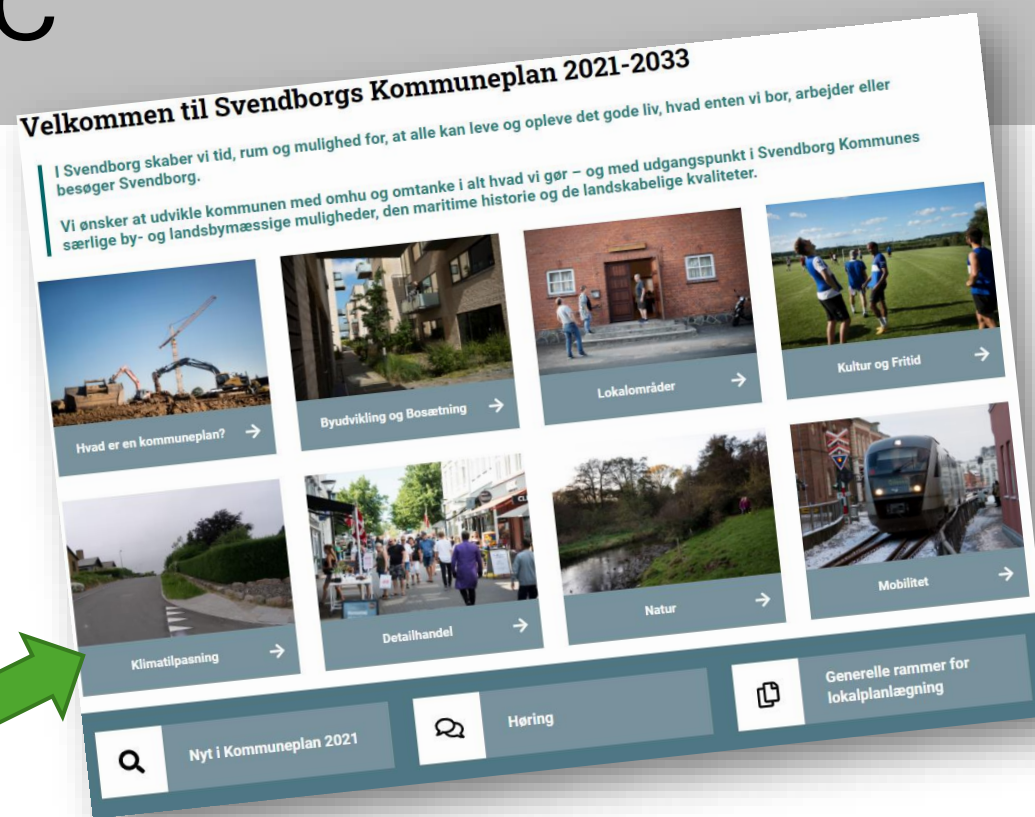 C
Velkommen til Svendborgs Kommuneplan 2021-2033
I Svendborg skaber vi tid, rum og mulighed for, at alle kan leve og opleve det gode liv, hvad enten vi bor, arbejder eller
besøger Svendborg.
Vi ønsker at udvikle kommunen med omhu og omtanke i alt hvad vi gør – og med udgangspunkt i Svendborg Kommunes
særlige by- og landsbymæssige muligheder, den maritime historie og de landskabelige kvaliteter.
Hvad er en kommuneplan?
Byudvikling og Bosætning
Lokalområder
Kultur og Fritid
Klimatilpasning
Detailhandel
Natur
Mobilitet
Nyt i Kommuneplan 2021
Høring
Generelle rammer for
lokalplanlægning